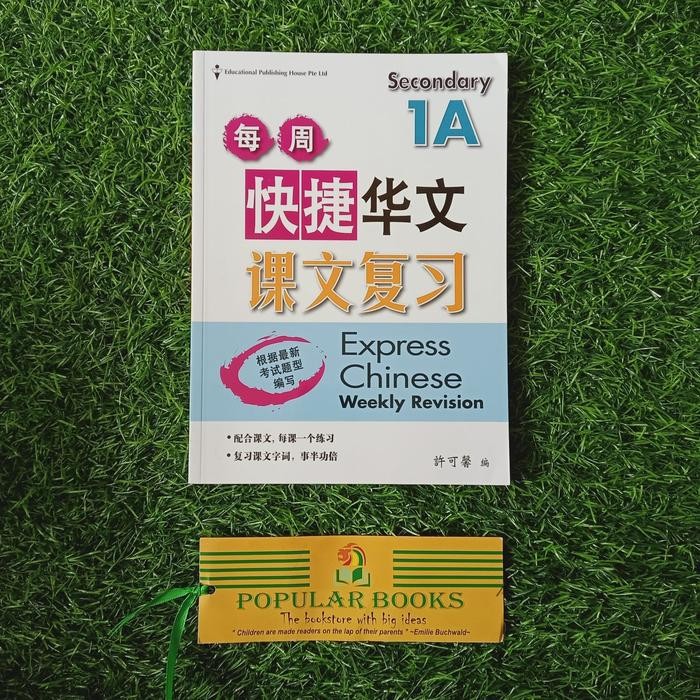 Educational Publishing House Pte Ltd
Secondary
1A
每周
快捷华文
课文复习
根据最新
考试题型
编写
Express
Chinese
Weekly Revision
• 配合课文, 每课一个练习
• 复习课文字词, 事半功倍
許可馨 编
POPULAR BOOKS
The bookstore with big ideas
" Children are made readers on the lap of their parents " ~Emilie Buchwald~